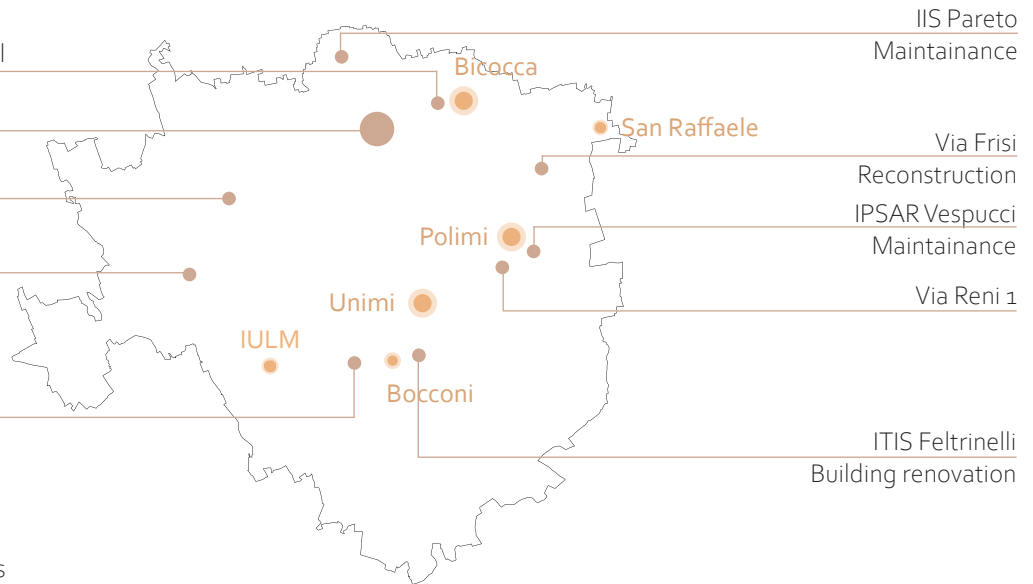 IIS Pareto
Maintainance
Bicocca
San Raffaele
Via Frisi
Reconstruction
IPSAR Vespucci
Maintainance
Polimi
Via Reni 1
Unimi
IULM
Bocconi
ITIS Feltrinelli
Building renovation